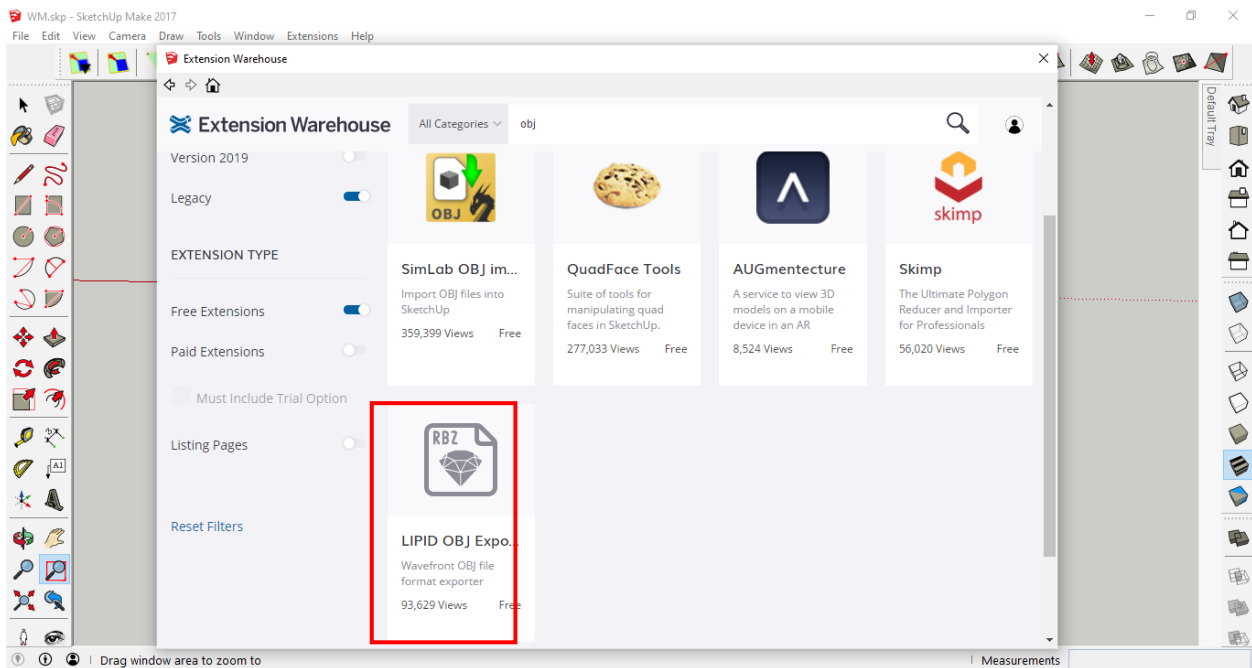 WM.skp - SketchUp Make 2017
File Edit View Camera Draw Tools Window Extensions Help
Extension Warehouse
Extension Warehouse
All Categories
obj
Default Tray
Version 2019
Legacy
EXTENSION TYPE
Free Extensions
Paid Extensions
Must Include Trial Option
Listing Pages
Reset Filters
OBJ
SimLab OBJ im...
Import OBJ files into
SketchUp
359,399 Views Free
QuadFace Tools
Suite of tools for
manipulating quad
faces in SketchUp.
277,033 Views Free
AUGmentecture
A service to view 3D
models on a mobile
device in an AR
8,524 Views Free
skimp
Skimp
The Ultimate Polygon
Reducer and Importer
for Professionals
56,020 Views Free
RBZ
LIPID OBJ Expo...
Wavefront OBJ file
format exporter
93,629 Views Free
A1
Drag window area to zoom to
Measurements